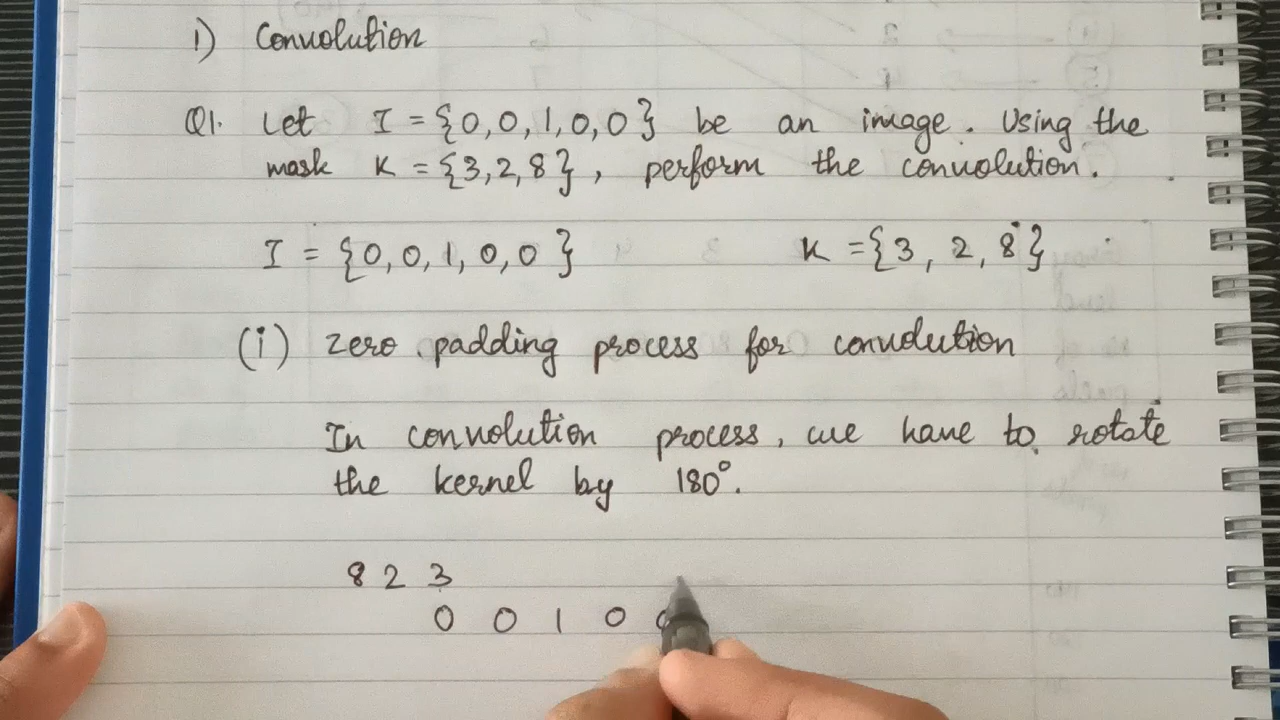 1) Convolution
Q1. Let I = {0, 0, 1, 0, 0} be an image. Using the
mask K = {3, 2, 8}, perform the convolution.
I = {0, 0, 1, 0, 0} K = {3, 2, 8}
(i) Zero padding process for convolution
In convolution process, we have to rotate
the kernel by 180°.
8 2 3
0 0 1 0